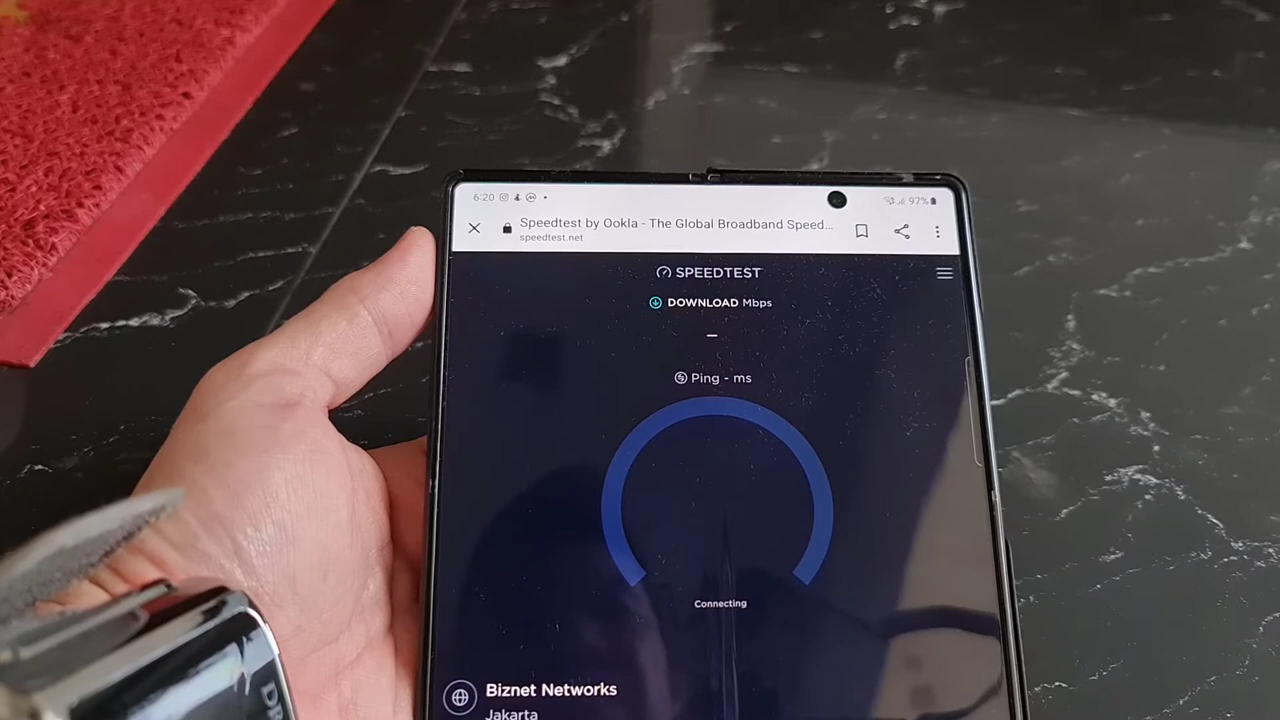 6:20
97%
Speedtest by Ookla - The Global Broadband Speed...
speedtest.net
SPEEDTEST
DOWNLOAD Mbps
–
Ping - ms
Connecting
Biznet Networks
Jakarta